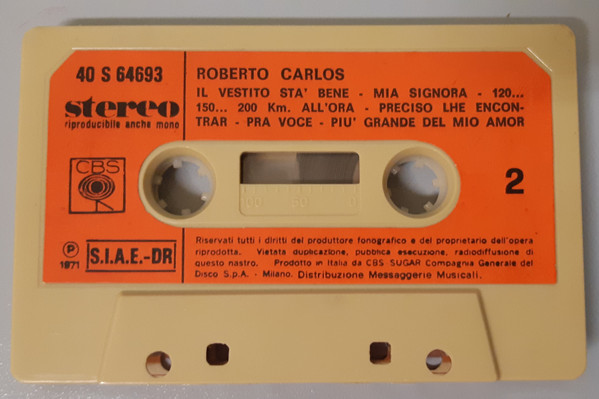 40 S 64693
stereo
riproducibile anche mono
ROBERTO CARLOS
IL VESTITO STA' BENE - MIA SIGNORA - 120...
150... 200 Km. ALL'ORA - PRECISO LHE ENCON-
TRAR - PRA VOCE - PIU' GRANDE DEL MIO AMOR
CBS
2
100 50 0
P
1971
S.I.A.E.-DR
Riservati tutti i diritti del produttore fonografico e del proprietario dell'opera
riprodotta. Vietata duplicazione, pubblica esecuzione, radiodiffusione di
questo nastro. Prodotto in Italia da CBS SUGAR Compagnia Generale del
Disco S.p.A. - Milano. Distribuzione Messaggerie Musicali.